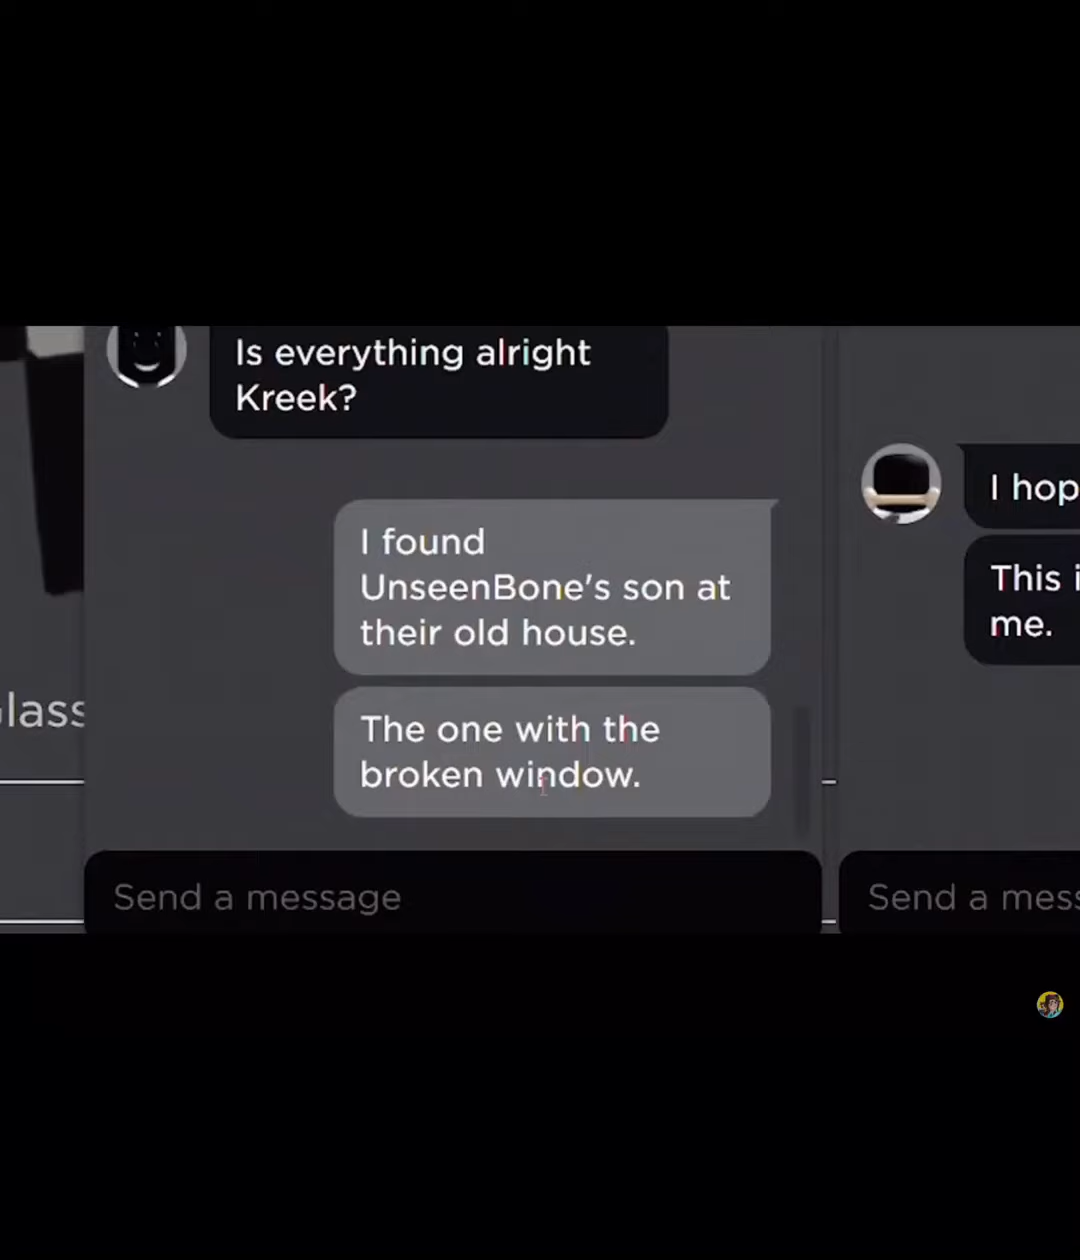 Is everything alright
Kreek?
I found
UnseenBone's son at
their old house.
The one with the
broken window.
Send a message
I hop
This i
me.
Send a mess
lass